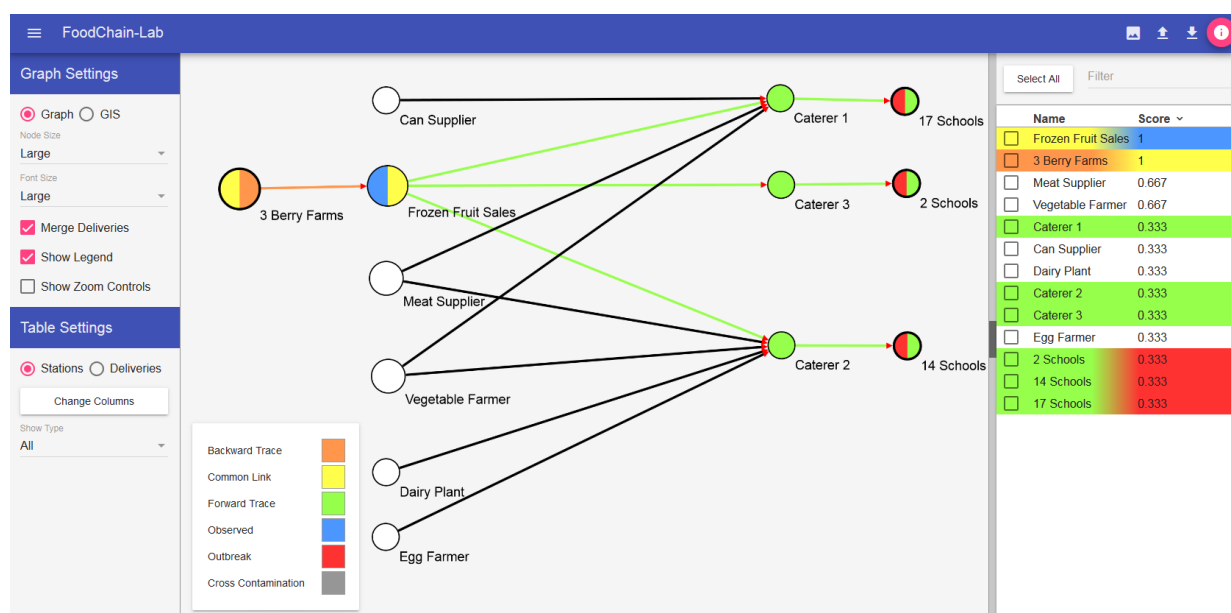 FoodChain-Lab
Graph Settings
Graph GIS
Node Size
Large
Font Size
Large
Merge Deliveries
Show Legend
Show Zoom Controls
Table Settings
Stations Deliveries
Change Columns
Show Type
All
Can Supplier
Caterer 1
17 Schools
3 Berry Farms
Frozen Fruit Sales
Caterer 3
2 Schools
Meat Supplier
Vegetable Farmer
Caterer 2
14 Schools
Dairy Plant
Egg Farmer
Backward Trace
Common Link
Forward Trace
Observed
Outbreak
Cross Contamination
Select All Filter
Name Score
Frozen Fruit Sales 1
3 Berry Farms 1
Meat Supplier 0.667
Vegetable Farmer 0.667
Caterer 1 0.333
Can Supplier 0.333
Dairy Plant 0.333
Caterer 2 0.333
Caterer 3 0.333
Egg Farmer 0.333
2 Schools 0.333
14 Schools 0.333
17 Schools 0.333